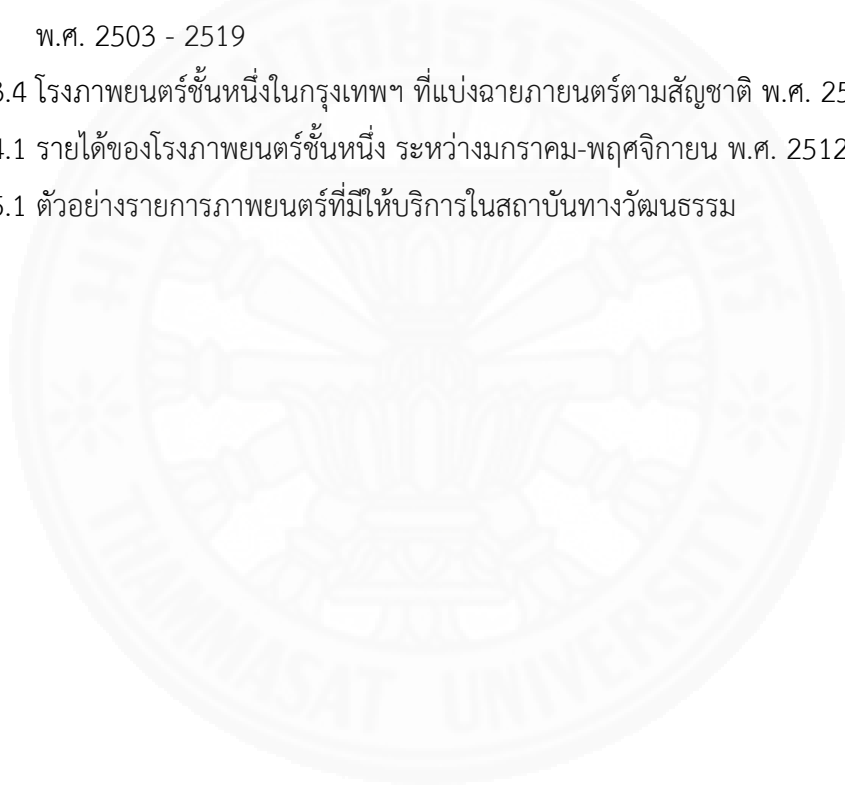 พ.ศ. 2503 - 2519
3.4 โรงภาพยนตร์ชั้นหนึ่งในกรุงเทพฯ ที่แบ่งฉายภายนตร์ตามสัญชาติ พ.ศ. 25
4.1 รายได้ของโรงภาพยนตร์ชั้นหนึ่ง ระหว่างมกราคม-พฤศจิกายน พ.ศ. 2512
5.1 ตัวอย่างรายการภาพยนตร์ที่มีให้บริการในสถาบันทางวัฒนธรรม
THAMMASAT UNIVERSITY